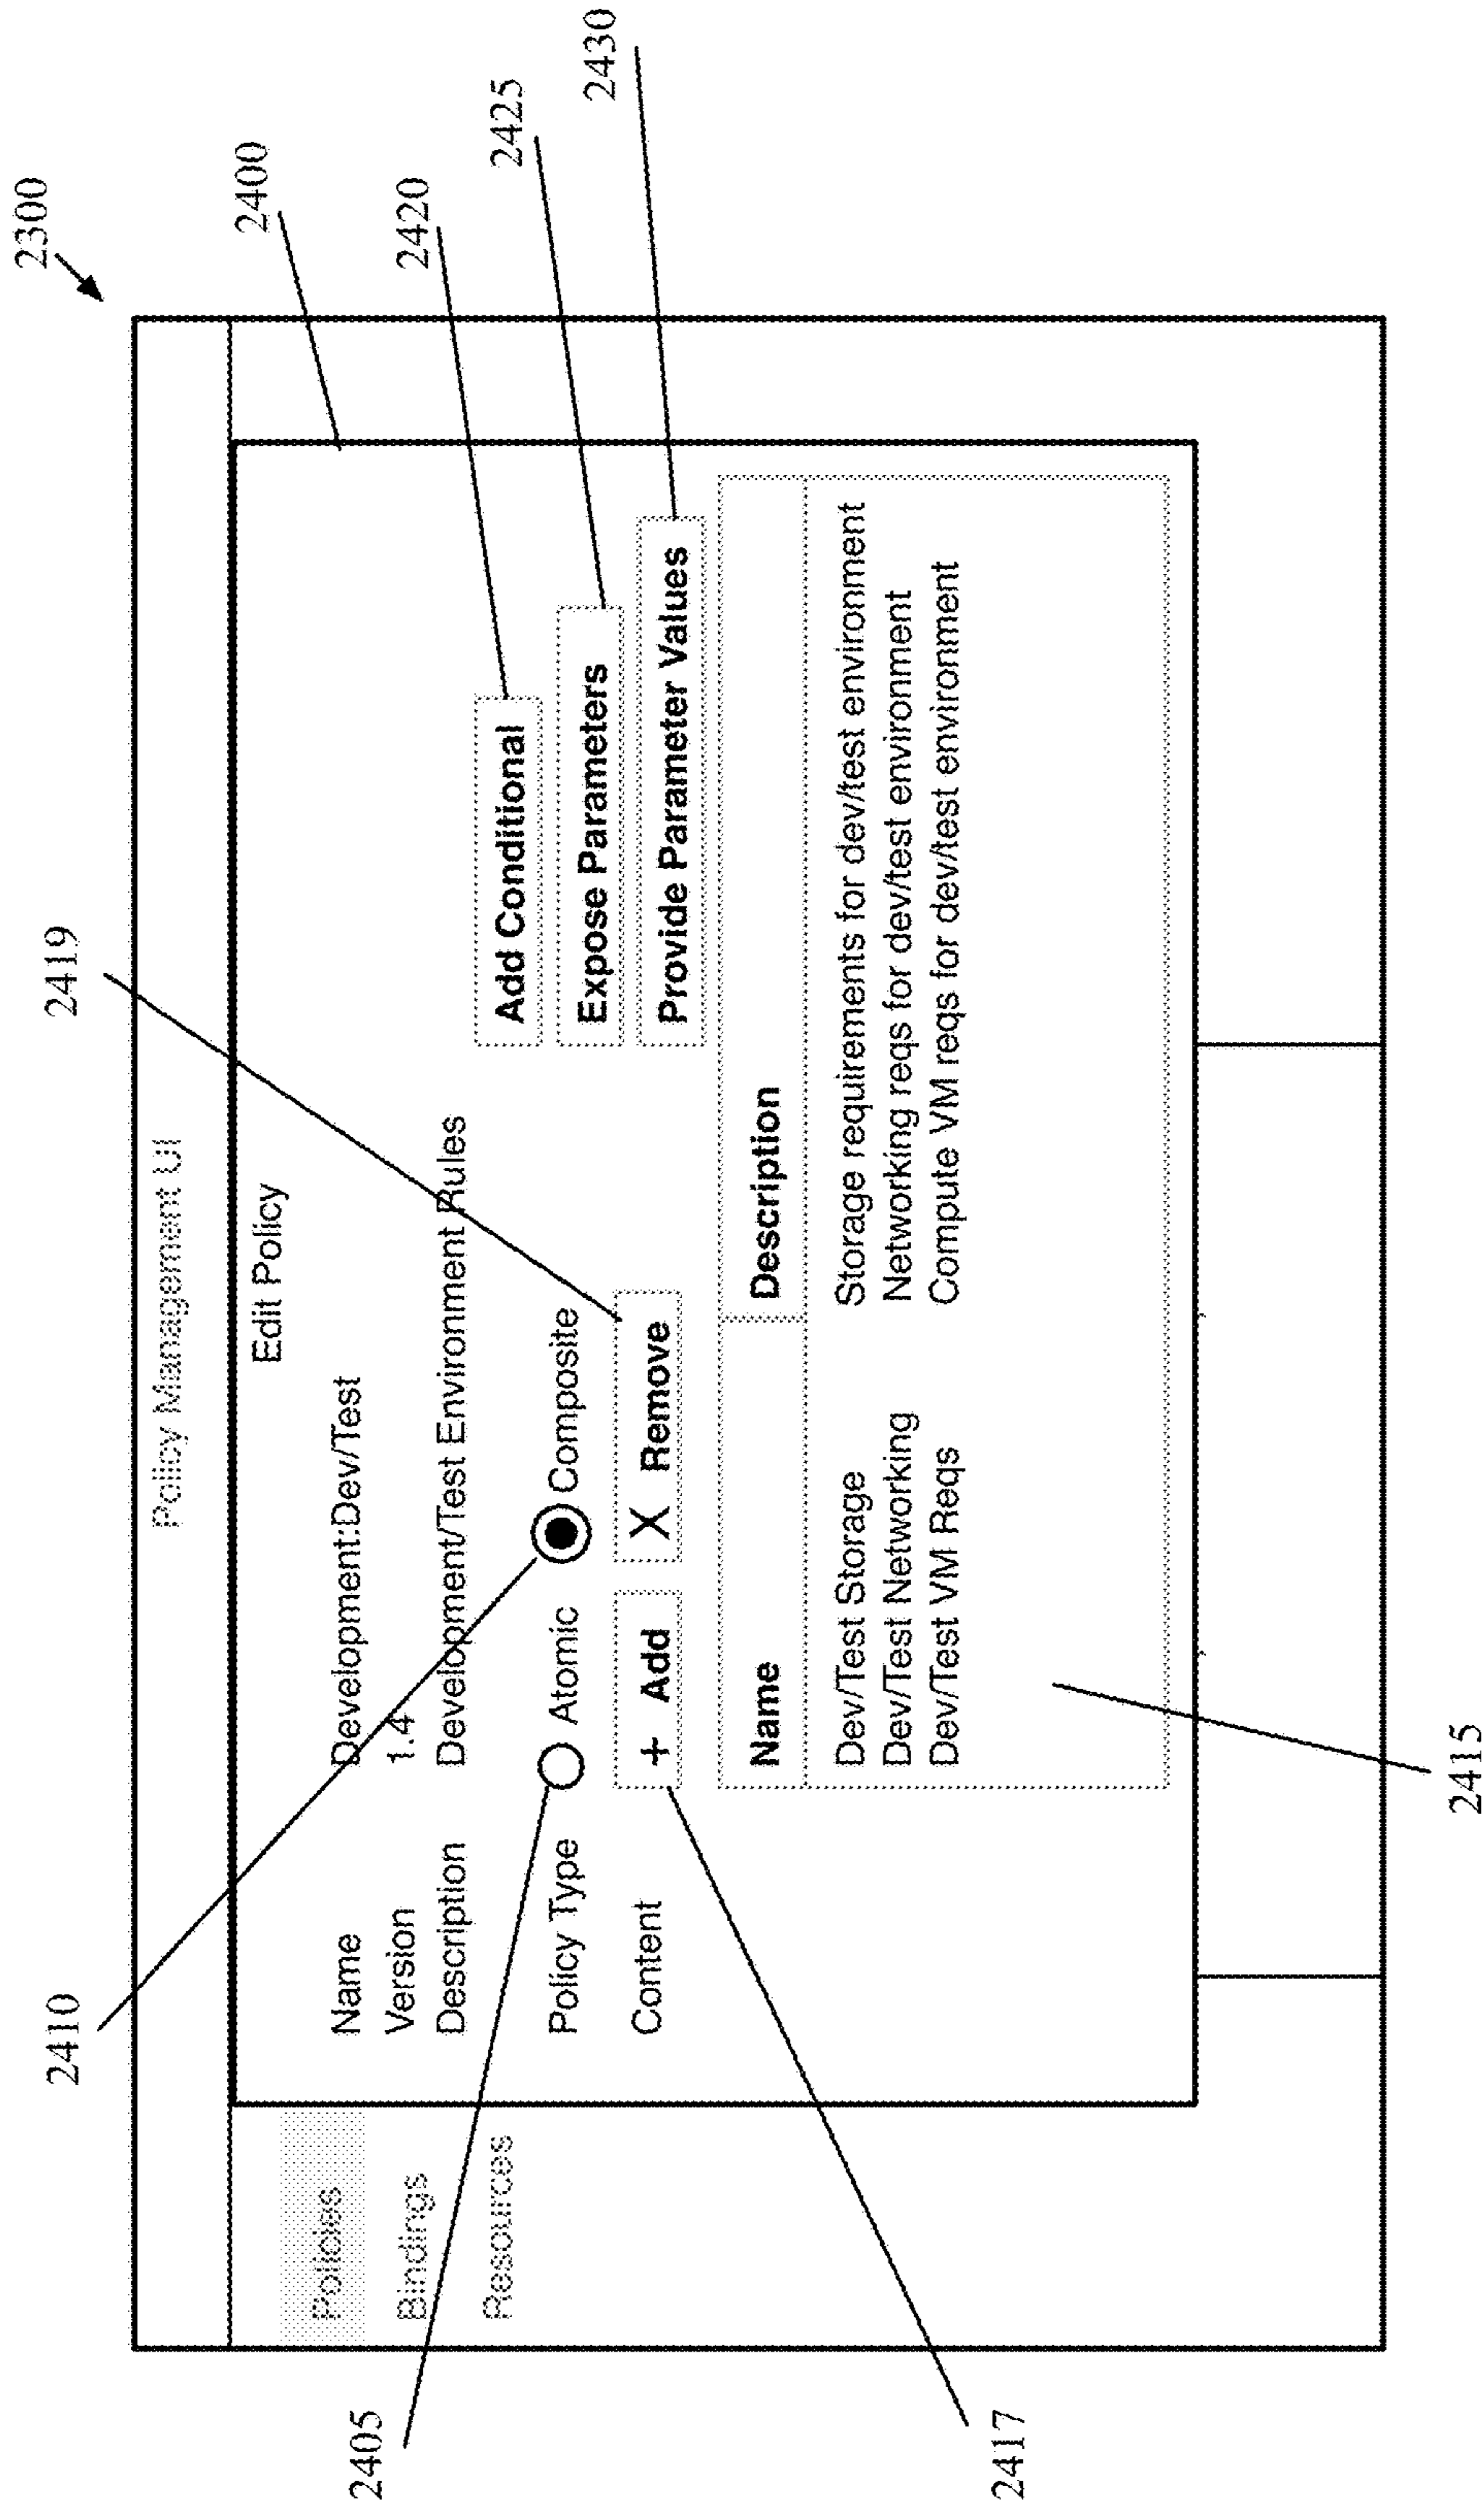 2300
2400
2420
2425
2430
2419
2410
2405
2417
2415
Policy Management UI
Policies
Bindings
Resources
Edit Policy
Name Development:Dev/Test
Version 1.4
Description Development/Test Environment Rules
Add Conditional
Policy Type Atomic Composite
Expose Parameters
Content + Add X Remove
Provide Parameter Values
Name Description
Dev/Test Storage Storage requirements for dev/test environment
Dev/Test Networking Networking reqs for dev/test environment
Dev/Test VM Reqs Compute VM reqs for dev/test environment